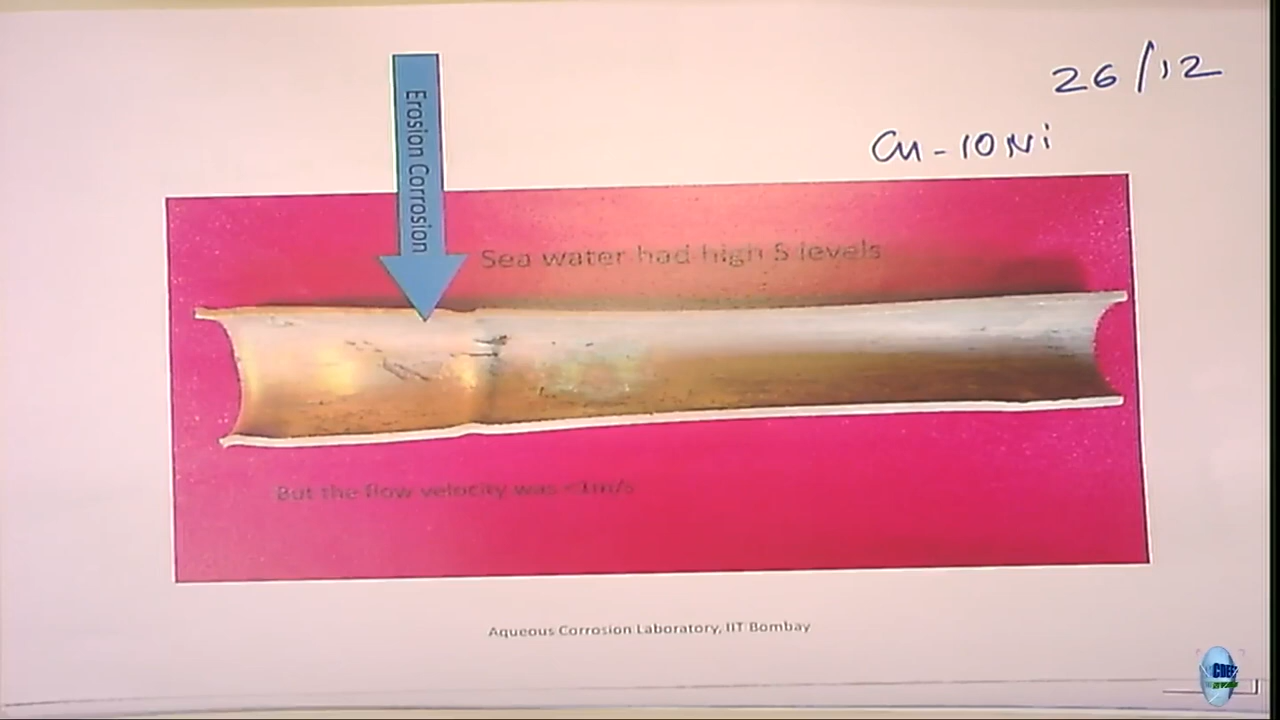 26/12
Cu-10Ni
Erosion Corrosion
Sea water had high S levels
But the flow velocity was <1m/s
Aqueous Corrosion Laboratory, IIT Bombay
CDEEP